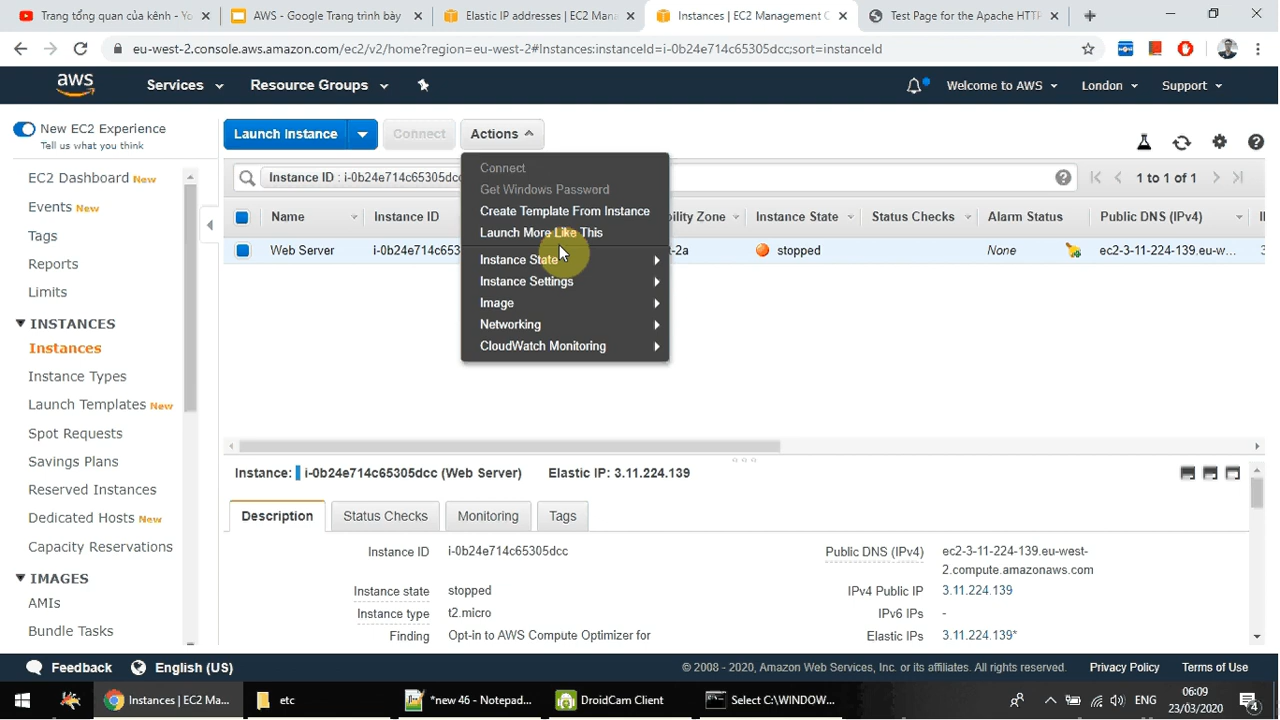 Trang tổng quan của kênh - Yo
AWS - Google Trang trình bày
Elastic IP addresses | EC2 Mana
Instances | EC2 Management C
Test Page for the Apache HTTP
eu-west-2.console.aws.amazon.com/ec2/v2/home?region=eu-west-2#Instances:instanceId=i-0b24e714c65305dcc;sort=instanceId
aws
Services
Resource Groups
Welcome to AWS
London
Support
New EC2 Experience
Tell us what you think
EC2 Dashboard New
Events New
Tags
Reports
Limits
INSTANCES
Instances
Instance Types
Launch Templates New
Spot Requests
Savings Plans
Reserved Instances
Dedicated Hosts New
Capacity Reservations
IMAGES
AMIs
Bundle Tasks
Launch Instance
Connect
Actions
Connect
Get Windows Password
Create Template From Instance
Launch More Like This
Instance State
Instance Settings
Image
Networking
CloudWatch Monitoring
Instance ID : i-0b24e714c65305dc
1 to 1 of 1
Name
Instance ID
bility Zone
Instance State
Status Checks
Alarm Status
Public DNS (IPv4)
Web Server
i-0b24e714c65
t-2a
stopped
None
ec2-3-11-224-139.eu-w
Instance: i-0b24e714c65305dcc (Web Server)
Elastic IP: 3.11.224.139
Description
Status Checks
Monitoring
Tags
Instance ID
i-0b24e714c65305dcc
Instance state
stopped
Instance type
t2.micro
Finding
Opt-in to AWS Compute Optimizer for
Public DNS (IPv4)
ec2-3-11-224-139.eu-west-
2.compute.amazonaws.com
IPv4 Public IP
3.11.224.139
IPv6 IPs
-
Elastic IPs
3.11.224.139*
Feedback
English (US)
© 2008 - 2020, Amazon Web Services, Inc. or its affiliates. All rights reserved.
Privacy Policy
Terms of Use
Instances | EC2 Ma...
etc
*new 46 - Notepad...
DroidCam Client
Select C:\WINDOW...
ENG
06:09
23/03/2020
4